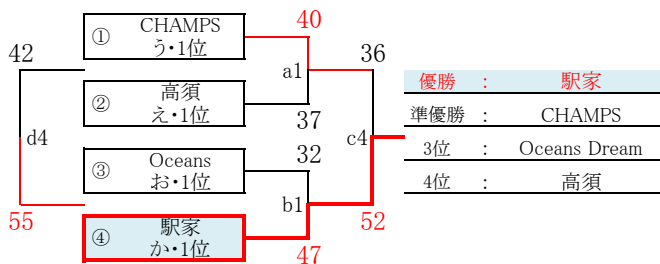 ① CHAMPS
う・1位
40
42
a1
36
② 高須
え・1位
37
優勝 : 駅家
準優勝 : CHAMPS
3位 : Oceans Dream
4位 : 高須
d4
c4
③ Oceans
お・1位
32
b1
55
④ 駅家
か・1位
47
52